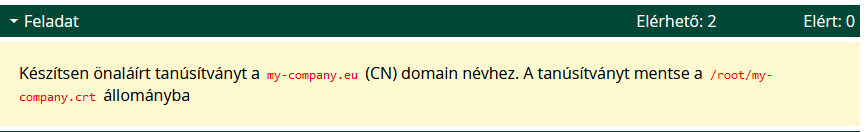 Feladat Elérhető: 2 Elért: 0
Készítsen önaláírt tanúsítványt a my-company.eu (CN) domain névhez. A tanúsítványt mentse a /root/my-
company.crt állományba